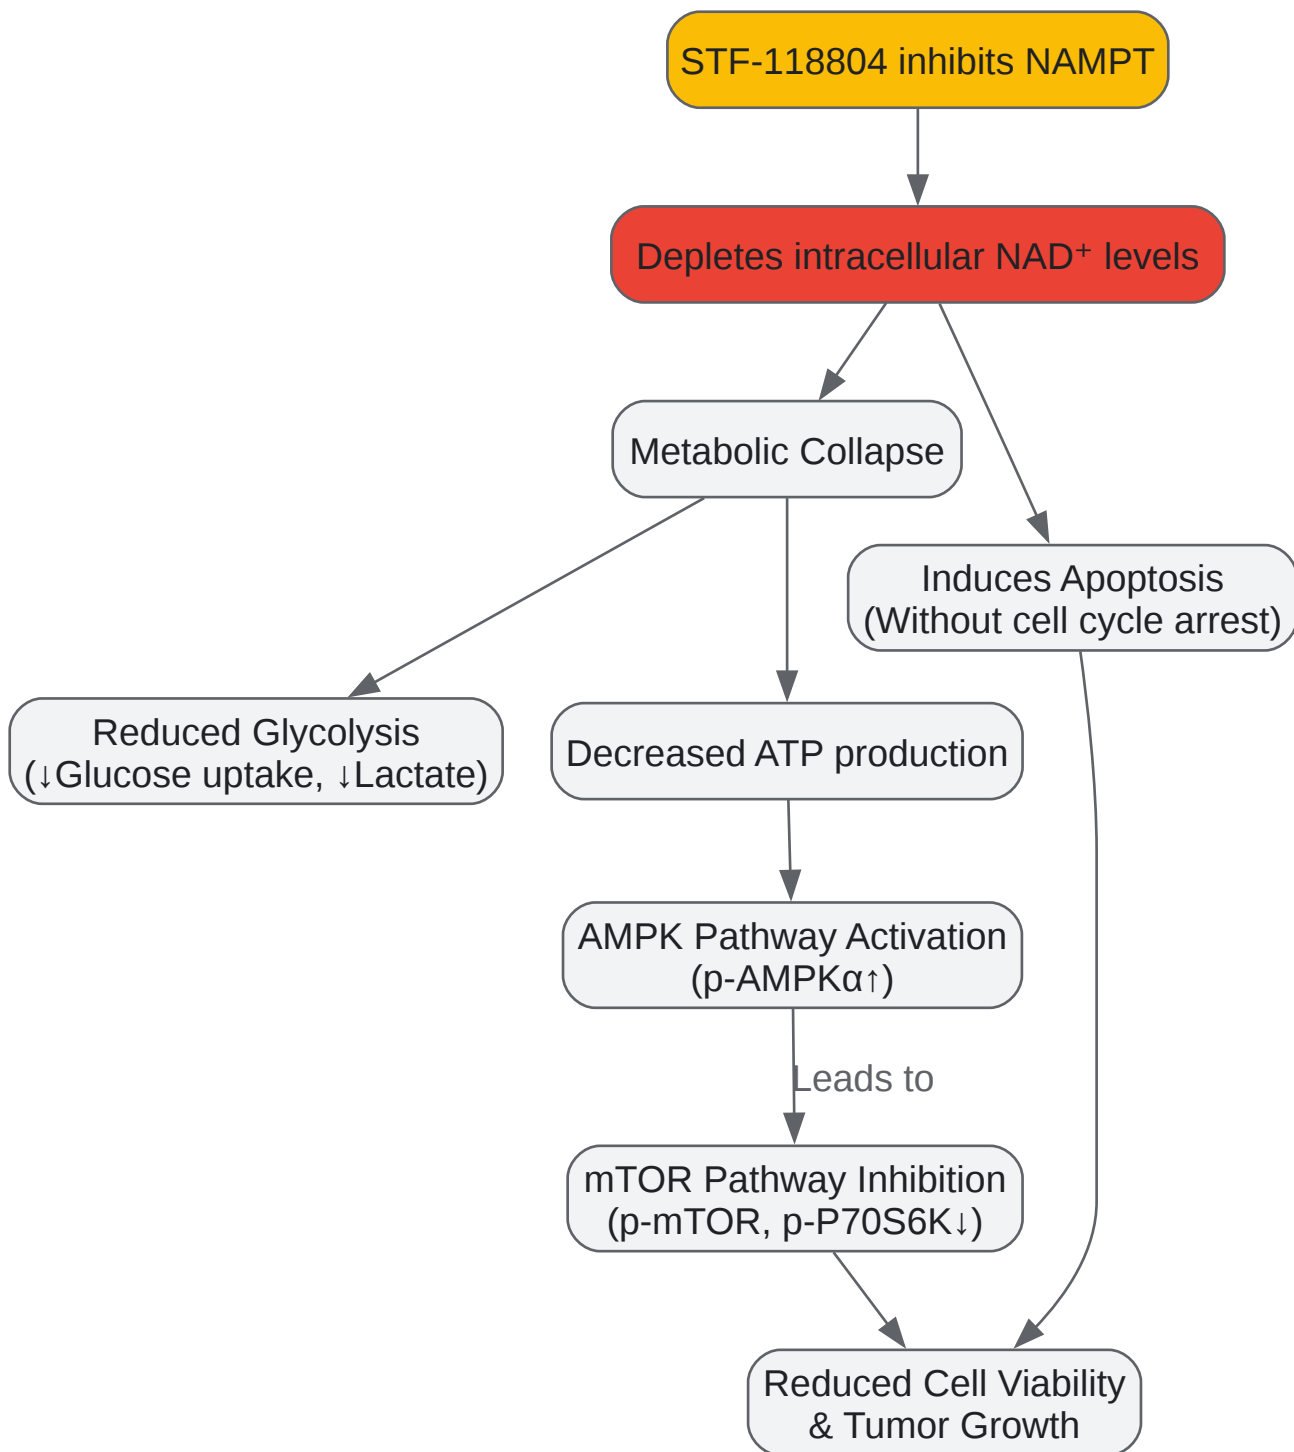 STF-118804 inhibits NAMPT
Depletes intracellular NAD⁺ levels
Metabolic Collapse
Induces Apoptosis
(Without cell cycle arrest)
Reduced Glycolysis
(↓Glucose uptake, ↓Lactate)
Decreased ATP production
AMPK Pathway Activation
(p-AMPKα↑)
Leads to
mTOR Pathway Inhibition
(p-mTOR, p-P70S6K↓)
Reduced Cell Viability
& Tumor Growth